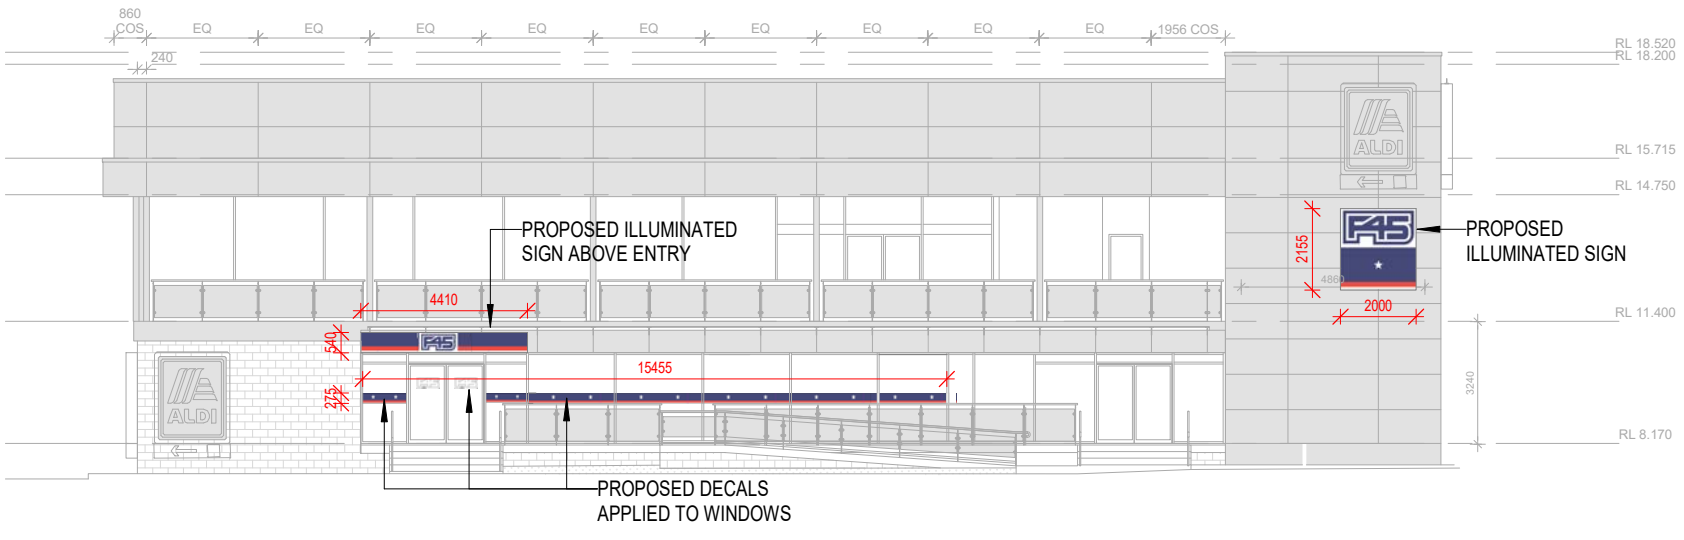 860
COS
EQ
EQ
EQ
EQ
EQ
EQ
EQ
EQ
EQ
1956 COS
240
RL 18.520
RL 18.200
ALDI
RL 15.715
RL 14.750
PROPOSED ILLUMINATED
SIGN ABOVE ENTRY
F45
PROPOSED
ILLUMINATED SIGN
2155
4860
2000
4410
RL 11.400
540
F45
15455
275
ALDI
3240
RL 8.170
PROPOSED DECALS
APPLIED TO WINDOWS